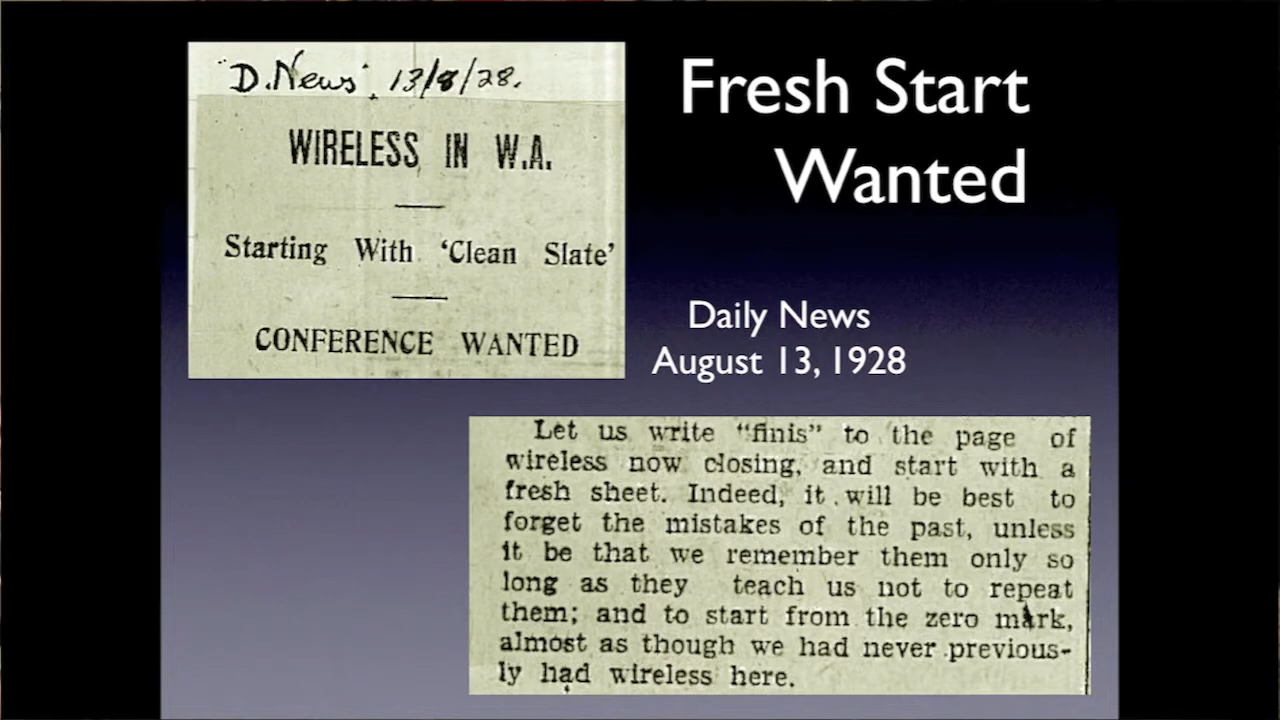 "D.News". 13/8/28.
WIRELESS IN W.A.
Starting With 'Clean Slate'
CONFERENCE WANTED
Fresh Start
Wanted
Daily News
August 13, 1928
Let us write "finis" to the page of
wireless now closing, and start with a
fresh sheet. Indeed, it will be best to
forget the mistakes of the past, unless
it be that we remember them only so
long as they teach us not to repeat
them; and to start from the zero mark,
almost as though we had never previous-
ly had wireless here.